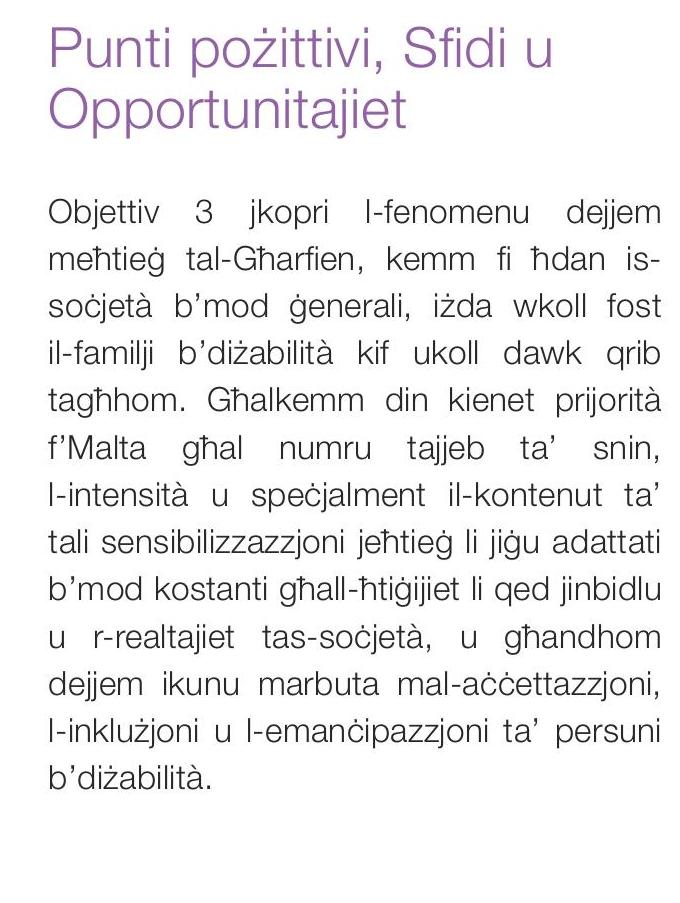 Punti pożittivi, Sfidi u
Opportunitajiet
Objettiv 3 jkopri l-fenomenu dejjem
meħtieġ tal-Għarfien, kemm fi ħdan is-
soċjetà b’mod ġenerali, iżda wkoll fost
il-familji b’diżabilità kif ukoll dawk qrib
tagħhom. Għalkemm din kienet prijorità
f’Malta għal numru tajjeb ta’ snin,
l-intensità u speċjalment il-kontenut ta’
tali sensibilizzazzjoni jeħtieġ li jiġu adattati
b’mod kostanti għall-ħtiġijiet li qed jinbidlu
u r-realtajiet tas-soċjetà, u għandhom
dejjem ikunu marbuta mal-aċċettazzjoni,
l-inklużjoni u l-emanċipazzjoni ta’ persuni
b’diżabilità.